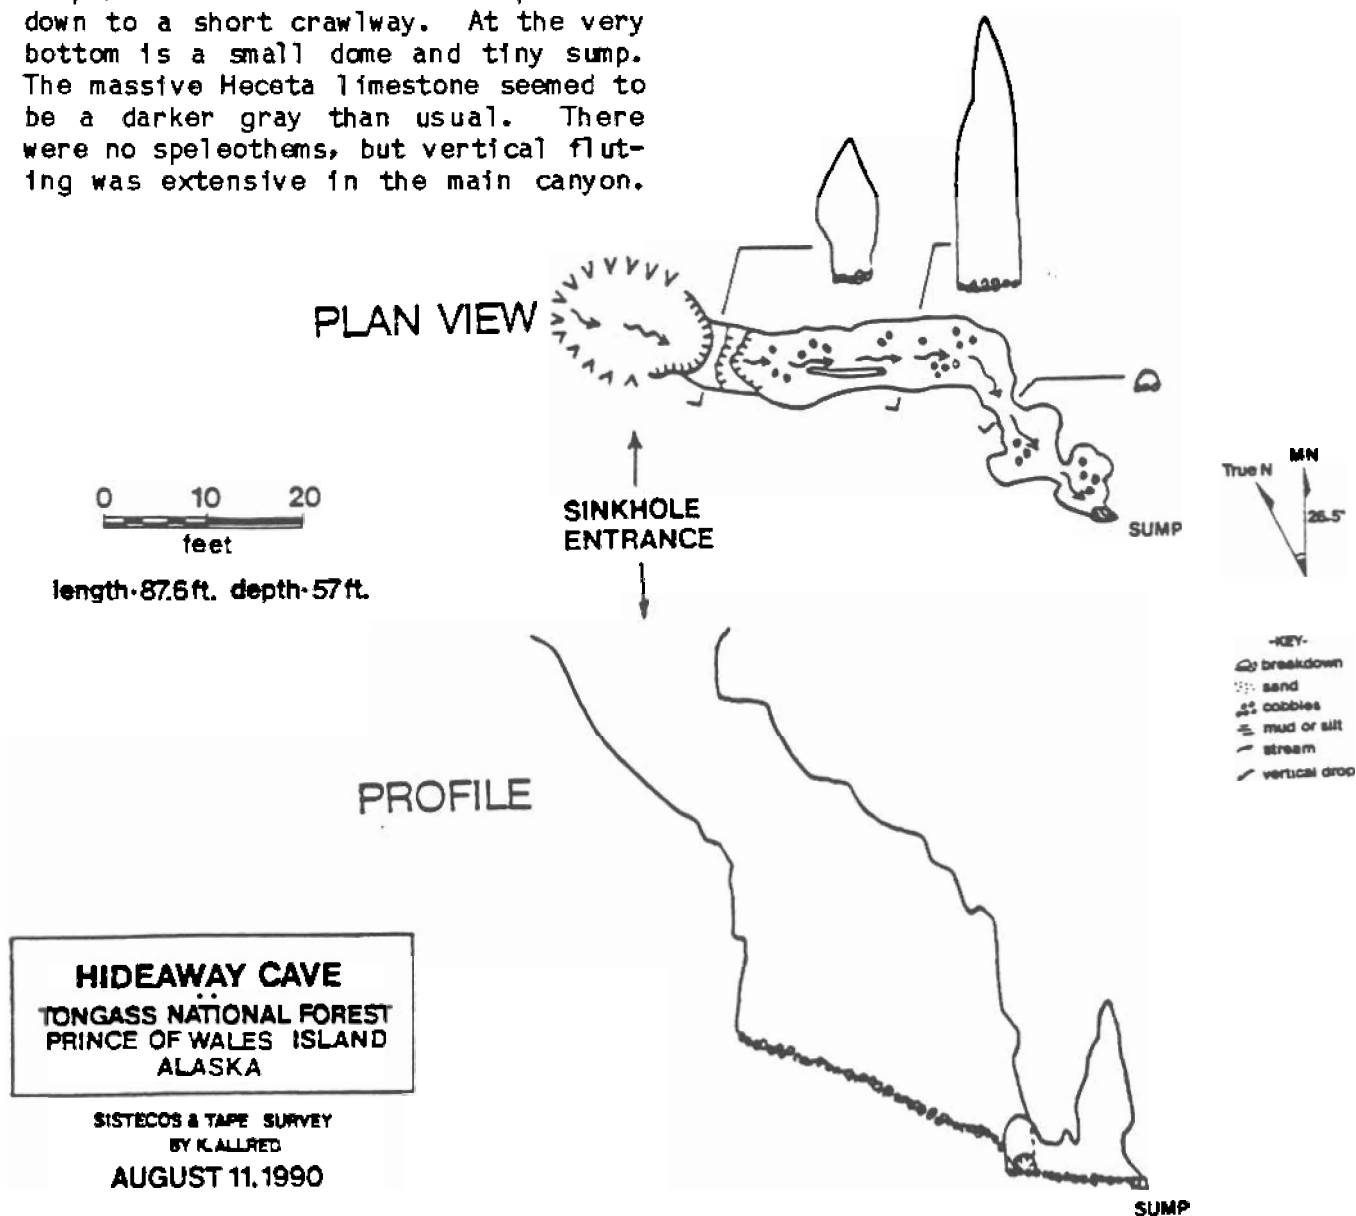 down to a short crawlway. At the very
bottom is a small dome and tiny sump.
The massive Heceta limestone seemed to
be a darker gray than usual. There
were no speleothems, but vertical flut-
ing was extensive in the main canyon.
PLAN VIEW
0 10 20
feet
length·87.6 ft. depth·57 ft.
SINKHOLE
ENTRANCE
SUMP
True N MN
26.5°
-KEY-
breakdown
sand
cobbles
mud or silt
stream
vertical drop
PROFILE
HIDEAWAY CAVE
TONGASS NATIONAL FOREST
PRINCE OF WALES ISLAND
ALASKA
SISTECOS & TAPE SURVEY
BY K. ALLRED
AUGUST 11, 1990
SUMP